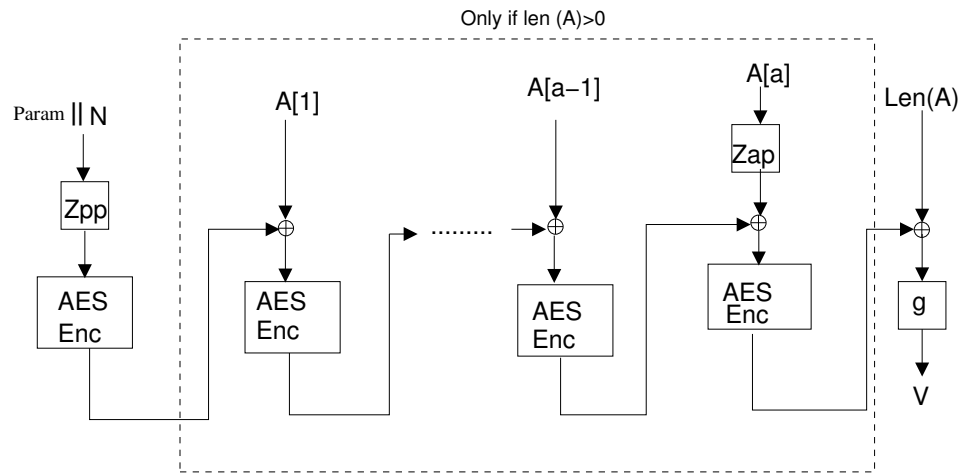 Only if len (A)>0
Param || N
A[1]
A[a−1]
A[a]
Len(A)
Zpp
Zap
.........
AES
Enc
AES
Enc
AES
Enc
AES
Enc
g
V